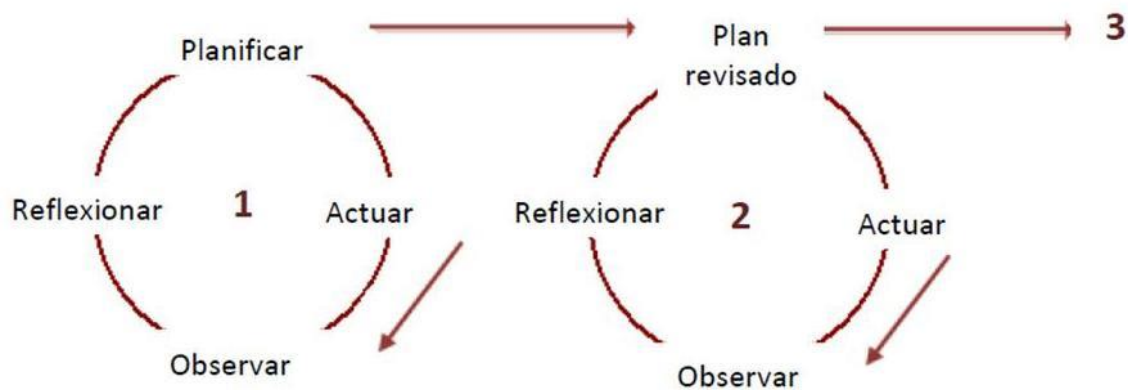 Planificar
Reflexionar
1
Actuar
Observar
Plan
revisado
Reflexionar
2
Actuar
Observar
3